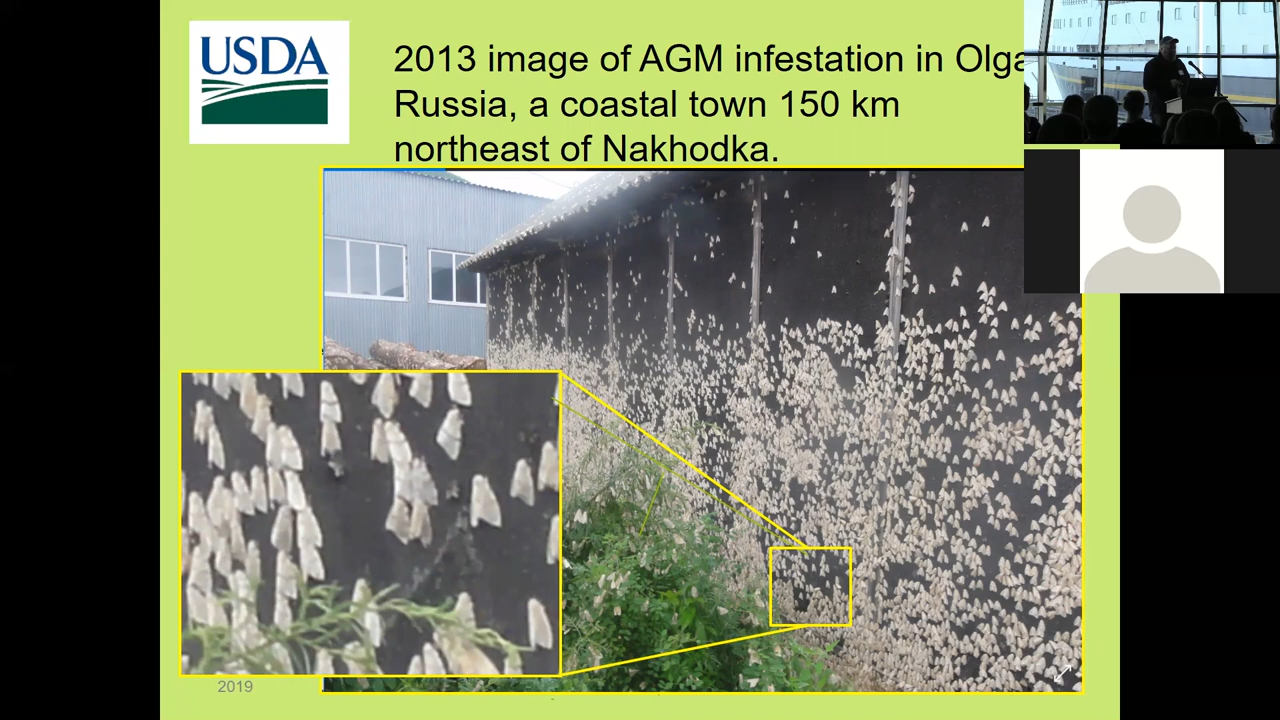 USDA
2013 image of AGM infestation in Olga
Russia, a coastal town 150 km
northeast of Nakhodka.
2019